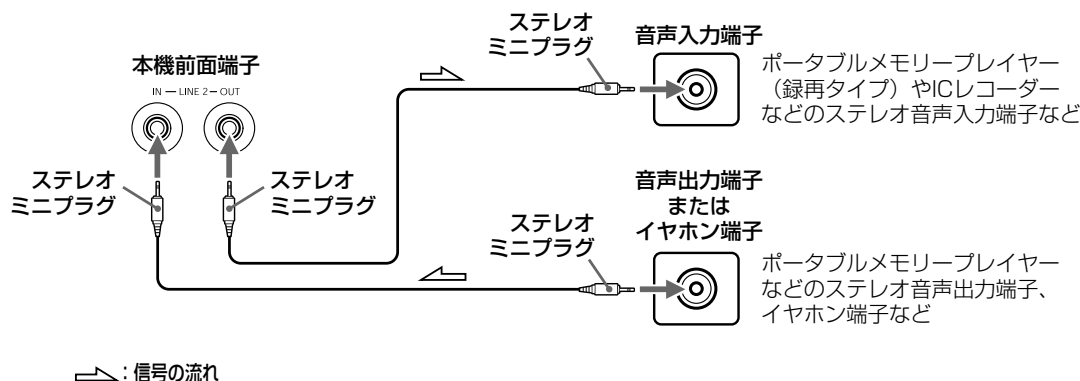 本機前面端子
IN — LINE 2 — OUT
ステレオ
ミニプラグ
ステレオ
ミニプラグ
ステレオ
ミニプラグ
音声入力端子
ポータブルメモリープレイヤー
（録再タイプ）やICレコーダー
などのステレオ音声入力端子など
ステレオ
ミニプラグ
音声出力端子
または
イヤホン端子
ポータブルメモリープレイヤー
などのステレオ音声出力端子、
イヤホン端子など
：信号の流れ